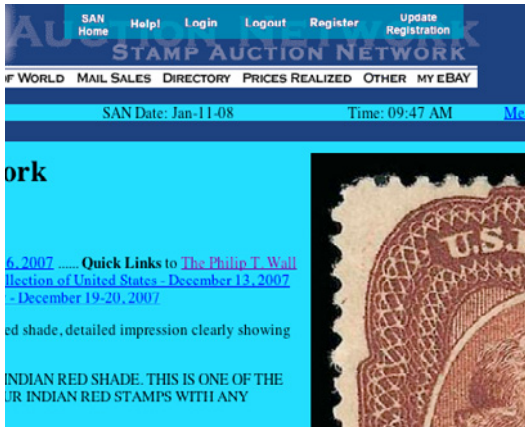 SAN Home Help! Login Logout Register Update Registration
AUCTION NETWORK
STAMP AUCTION NETWORK
OF WORLD MAIL SALES DIRECTORY PRICES REALIZED OTHER MY EBAY
SAN Date: Jan-11-08 Time: 09:47 AM Me
ork
6, 2007 ...... Quick Links to The Philip T. Wall
llection of United States - December 13, 2007
- December 19-20, 2007
ed shade, detailed impression clearly showing
INDIAN RED SHADE. THIS IS ONE OF THE
UR INDIAN RED STAMPS WITH ANY
U.S.